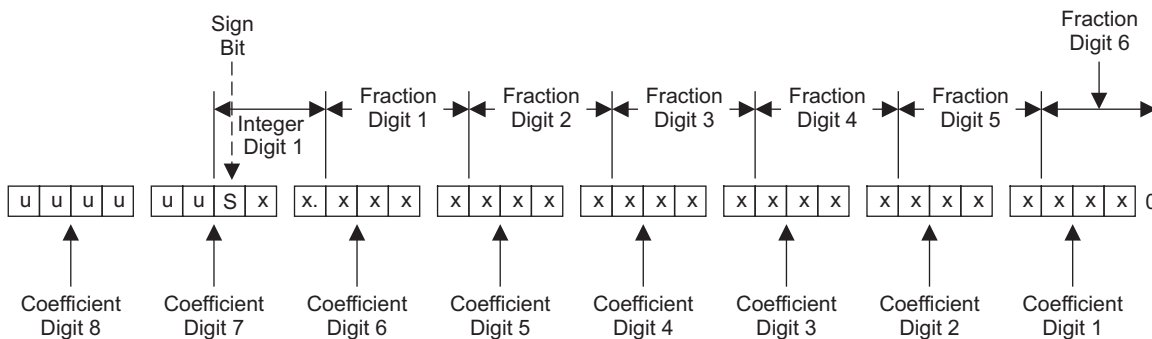 Sign
Bit
Fraction
Digit 6
Integer
Digit 1
Fraction
Digit 1
Fraction
Digit 2
Fraction
Digit 3
Fraction
Digit 4
Fraction
Digit 5
u u u u u u S x x. x x x x x x x x x x x x x x x x x x x x x x x 0
Coefficient
Digit 8
Coefficient
Digit 7
Coefficient
Digit 6
Coefficient
Digit 5
Coefficient
Digit 4
Coefficient
Digit 3
Coefficient
Digit 2
Coefficient
Digit 1